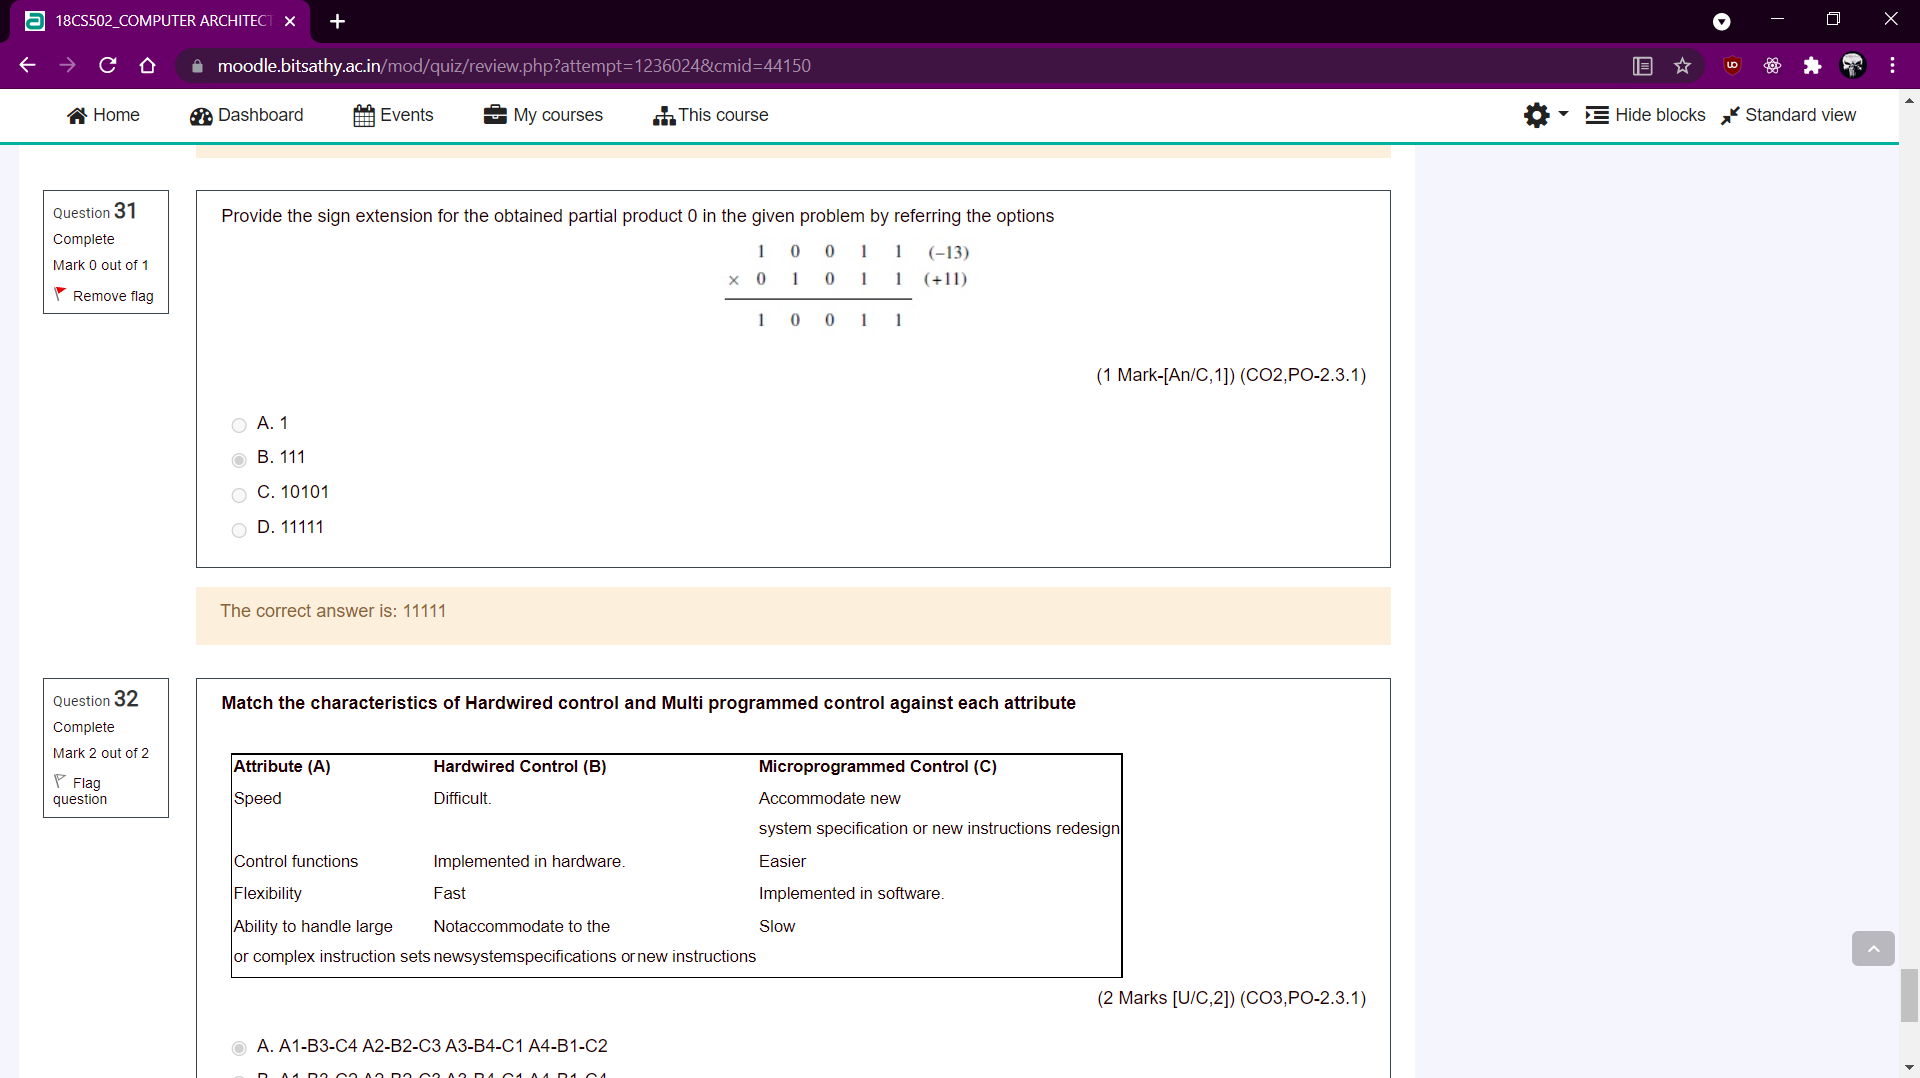 18CS502_COMPUTER ARCHITECT
moodle.bitsathy.ac.in/mod/quiz/review.php?attempt=1236024&cmid=44150
Home Dashboard Events My courses This course Hide blocks Standard view
Question 31
Complete
Mark 0 out of 1
Remove flag
Provide the sign extension for the obtained partial product 0 in the given problem by referring the options
1 0 0 1 1 (−13)
× 0 1 0 1 1 (+11)
1 0 0 1 1
(1 Mark-[An/C,1]) (CO2,PO-2.3.1)
A. 1
B. 111
C. 10101
D. 11111
The correct answer is: 11111
Question 32
Complete
Mark 2 out of 2
Flag
question
Match the characteristics of Hardwired control and Multi programmed control against each attribute
Attribute (A) Hardwired Control (B) Microprogrammed Control (C)
Speed Difficult. Accommodate new
system specification or new instructions redesign
Control functions Implemented in hardware. Easier
Flexibility Fast Implemented in software.
Ability to handle large Notaccommodate to the Slow
or complex instruction sets newsystemspecifications or new instructions
(2 Marks [U/C,2]) (CO3,PO-2.3.1)
A. A1-B3-C4 A2-B2-C3 A3-B4-C1 A4-B1-C2